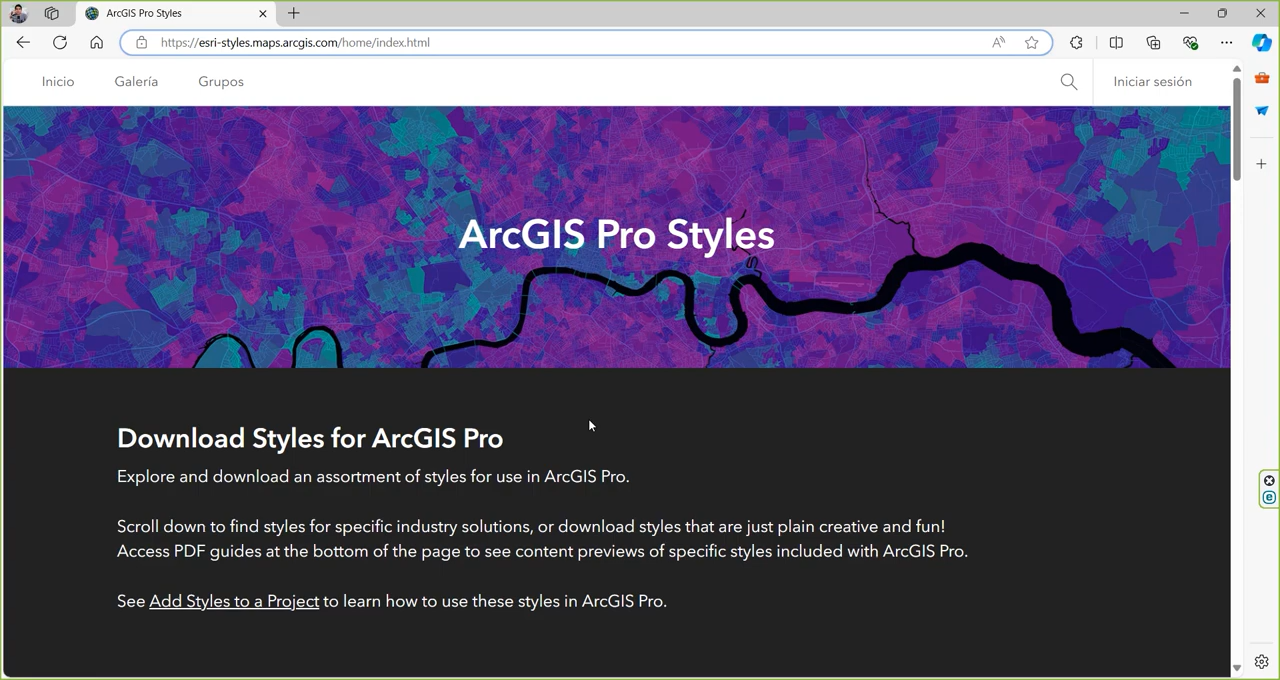 ArcGIS Pro Styles
https://esri-styles.maps.arcgis.com/home/index.html
Inicio
Galería
Grupos
Iniciar sesión
ArcGIS Pro Styles
Download Styles for ArcGIS Pro
Explore and download an assortment of styles for use in ArcGIS Pro.
Scroll down to find styles for specific industry solutions, or download styles that are just plain creative and fun!
Access PDF guides at the bottom of the page to see content previews of specific styles included with ArcGIS Pro.
See Add Styles to a Project to learn how to use these styles in ArcGIS Pro.